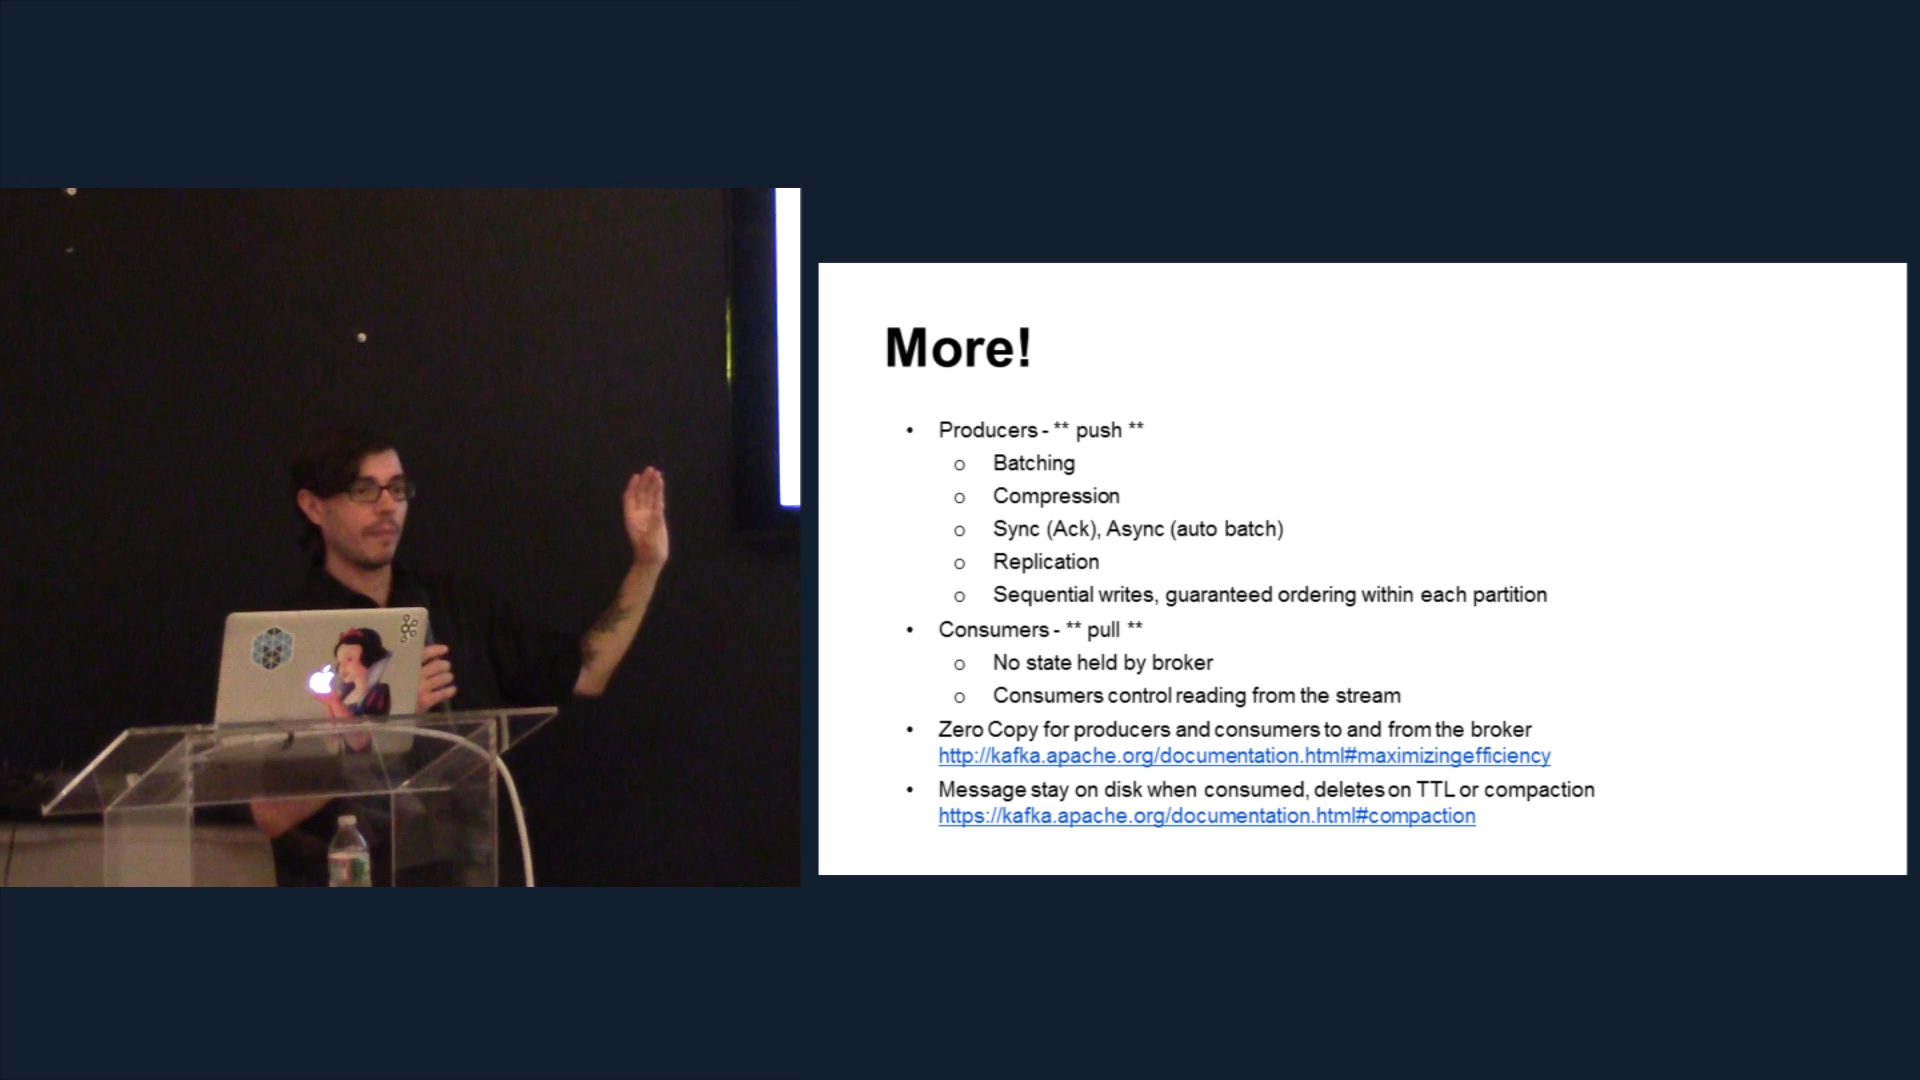 More!
• Producers - ** push **
o Batching
o Compression
o Sync (Ack), Async (auto batch)
o Replication
o Sequential writes, guaranteed ordering within each partition
• Consumers - ** pull **
o No state held by broker
o Consumers control reading from the stream
• Zero Copy for producers and consumers to and from the broker
http://kafka.apache.org/documentation.html#maximizingefficiency
• Message stay on disk when consumed, deletes on TTL or compaction
https://kafka.apache.org/documentation.html#compaction